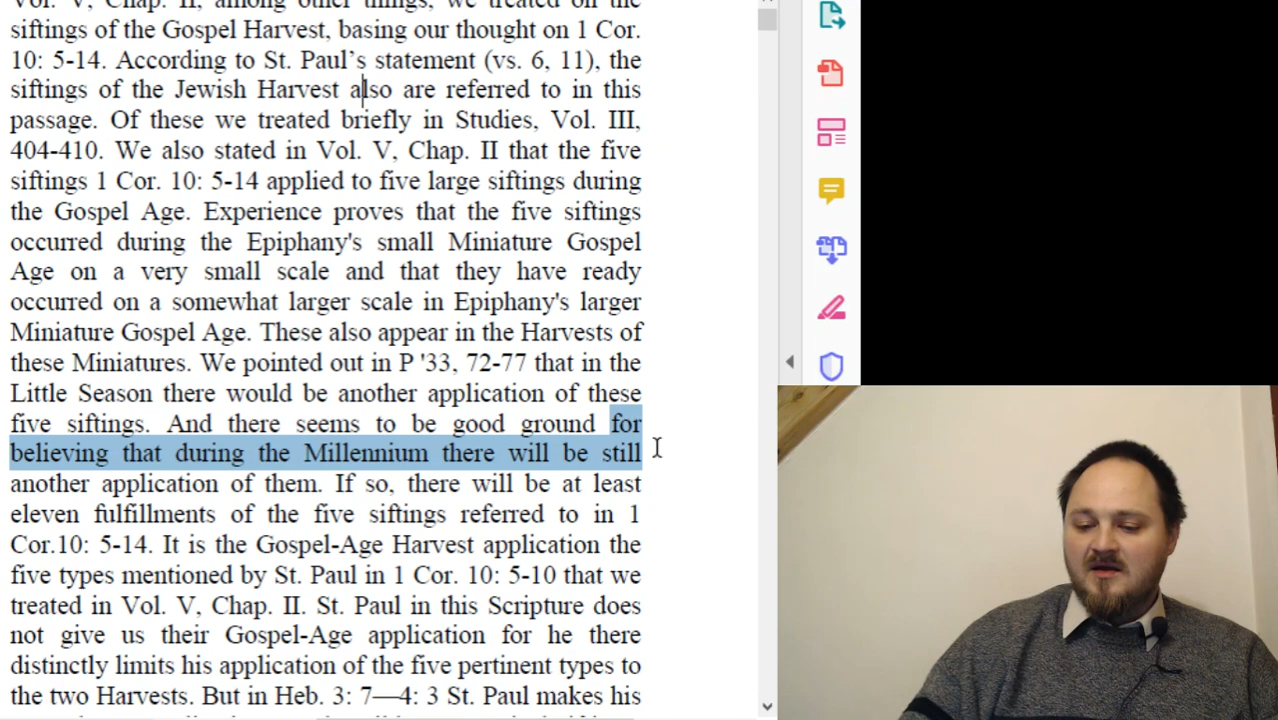 Vol. V, Chap. II, among other things, we treated on the
siftings of the Gospel Harvest, basing our thought on 1 Cor.
10: 5-14. According to St. Paul's statement (vs. 6, 11), the
siftings of the Jewish Harvest also are referred to in this
passage. Of these we treated briefly in Studies, Vol. III,
404-410. We also stated in Vol. V, Chap. II that the five
siftings 1 Cor. 10: 5-14 applied to five large siftings during
the Gospel Age. Experience proves that the five siftings
occurred during the Epiphany's small Miniature Gospel
Age on a very small scale and that they have ready
occurred on a somewhat larger scale in Epiphany's larger
Miniature Gospel Age. These also appear in the Harvests of
these Miniatures. We pointed out in P '33, 72-77 that in the
Little Season there would be another application of these
five siftings. And there seems to be good ground for
believing that during the Millennium there will be still
another application of them. If so, there will be at least
eleven fulfillments of the five siftings referred to in 1
Cor.10: 5-14. It is the Gospel-Age Harvest application the
five types mentioned by St. Paul in 1 Cor. 10: 5-10 that we
treated in Vol. V, Chap. II. St. Paul in this Scripture does
not give us their Gospel-Age application for he there
distinctly limits his application of the five pertinent types to
the two Harvests. But in Heb. 3: 7—4: 3 St. Paul makes his